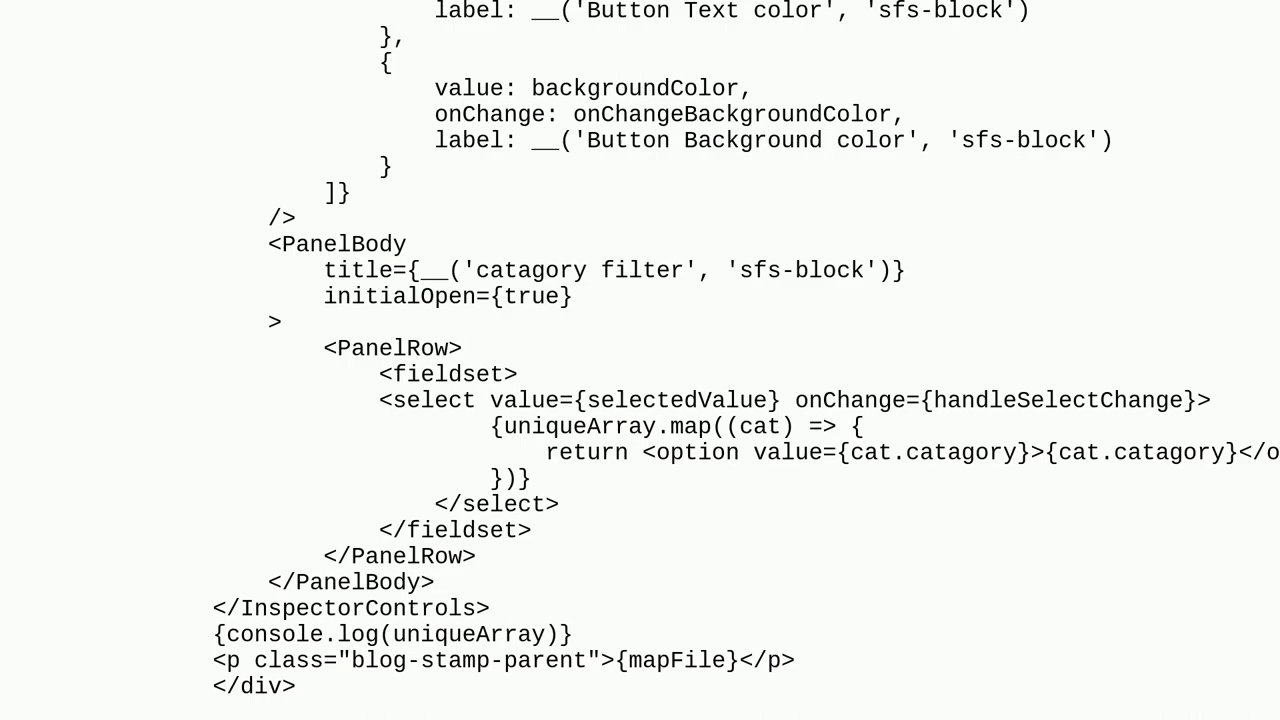 label: __('Button Text color', 'sfs-block')
},
{
value: backgroundColor,
onChange: onChangeBackgroundColor,
label: __('Button Background color', 'sfs-block')
}
]}
/>
<PanelBody
title={__('catagory filter', 'sfs-block')}
initialOpen={true}
>
<PanelRow>
<fieldset>
<select value={selectedValue} onChange={handleSelectChange}>
{uniqueArray.map((cat) => {
return <option value={cat.catagory}>{cat.catagory}</o
})}
</select>
</fieldset>
</PanelRow>
</PanelBody>
</InspectorControls>
{console.log(uniqueArray)}
<p class="blog-stamp-parent">{mapFile}</p>
</div>